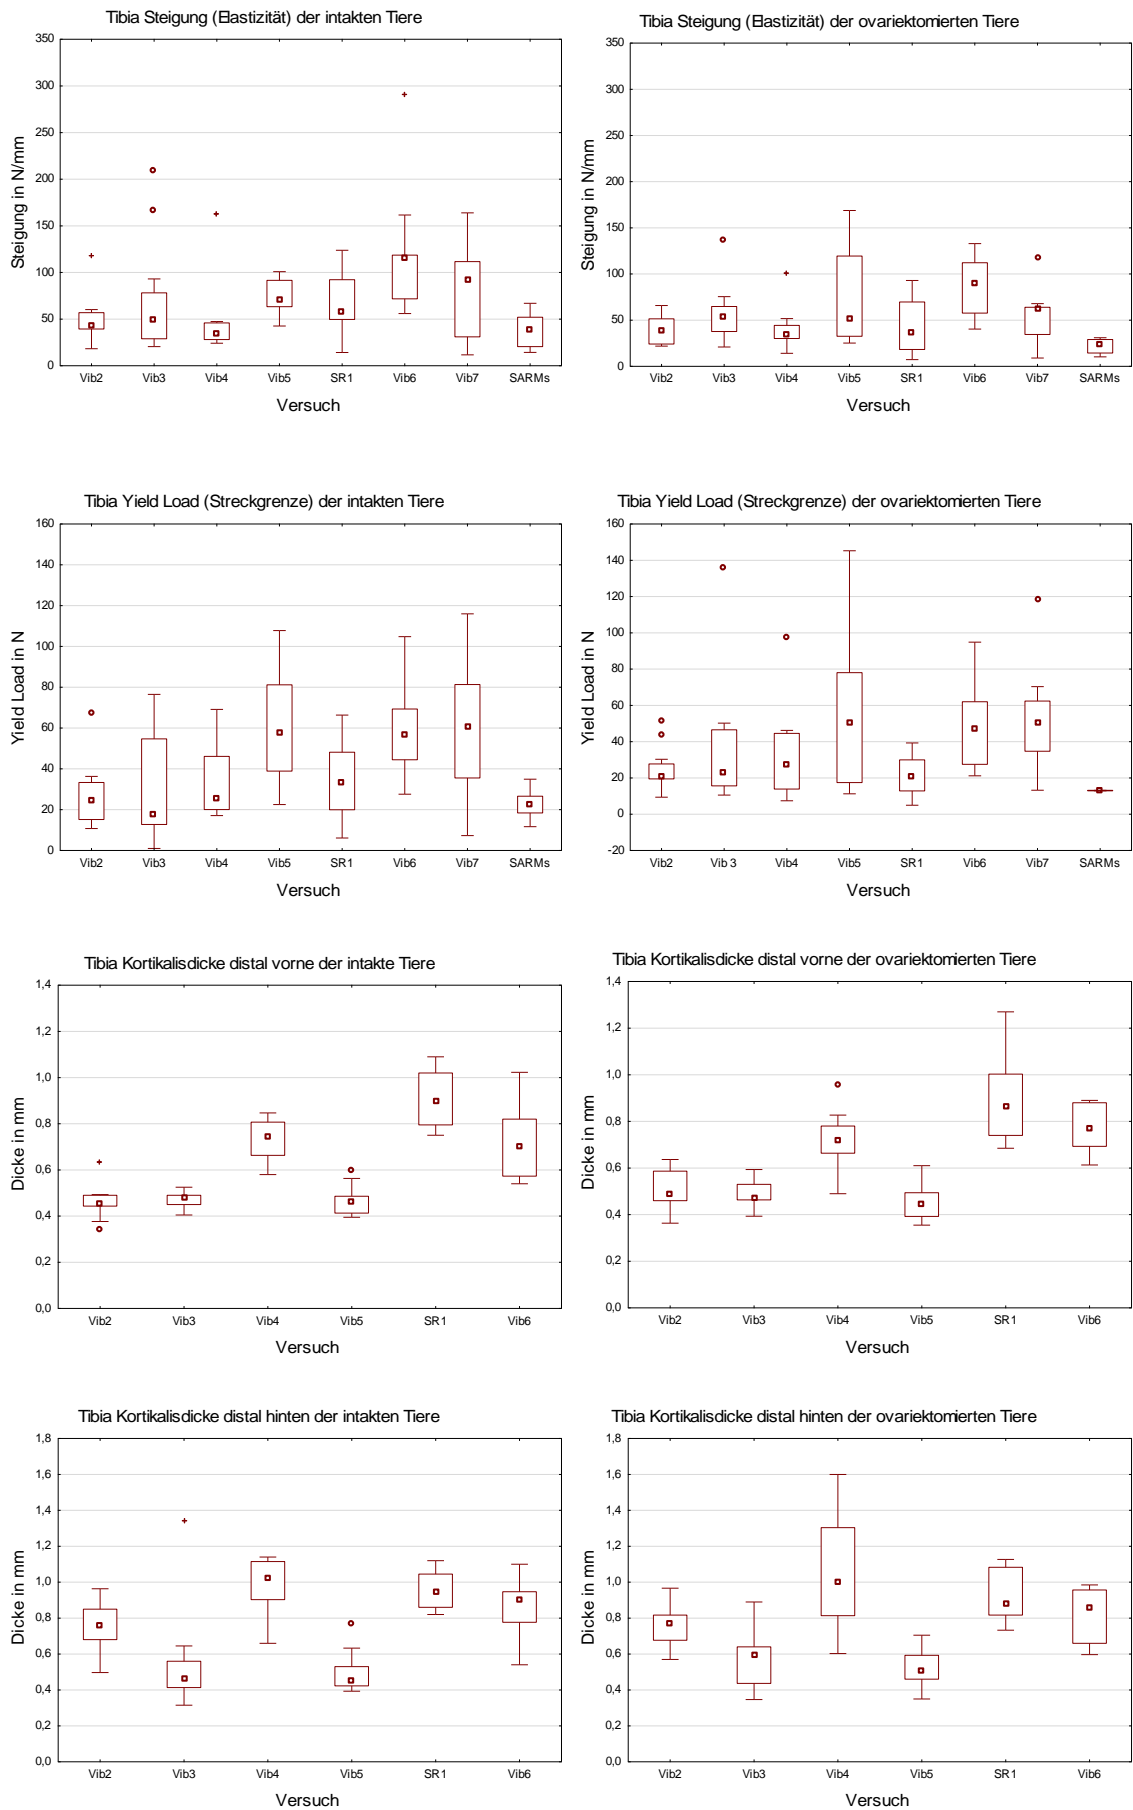 Tibia Steigung (Elastizität) der intakten Tiere
350
300
250
200
150
100
50
0
Steigung in N/mm
Vib2 Vib3 Vib4 Vib5 SR1 Vib6 Vib7 SARMs
Versuch
Tibia Steigung (Elastizität) der ovariektomierten Tiere
350
300
250
200
150
100
50
0
Steigung in N/mm
Vib2 Vib3 Vib4 Vib5 SR1 Vib6 Vib7 SARMs
Versuch
Tibia Yield Load (Streckgrenze) der intakten Tiere
160
140
120
100
80
60
40
20
0
Yield Load in N
Vib2 Vib3 Vib4 Vib5 SR1 Vib6 Vib7 SARMs
Versuch
Tibia Yield Load (Streckgrenze) der ovariektomierten Tiere
160
140
120
100
80
60
40
20
0
-20
Yield Load in N
Vib2 Vib 3 Vib4 Vib5 SR1 Vib6 Vib7 SARMs
Versuch
Tibia Kortikalisdicke distal vorne der intakte Tiere
1,4
1,2
1,0
0,8
0,6
0,4
0,2
0,0
Dicke in mm
Vib2 Vib3 Vib4 Vib5 SR1 Vib6
Versuch
Tibia Kortikalisdicke distal vorne der ovariektomierten Tiere
1,4
1,2
1,0
0,8
0,6
0,4
0,2
0,0
Dicke in mm
Vib2 Vib3 Vib4 Vib5 SR1 Vib6
Versuch
Tibia Kortikalisdicke distal hinten der intakten Tiere
1,8
1,6
1,4
1,2
1,0
0,8
0,6
0,4
0,2
0,0
Dicke in mm
Vib2 Vib3 Vib4 Vib5 SR1 Vib6
Versuch
Tibia Kortikalisdicke distal hinten der ovariektomierten Tiere
1,8
1,6
1,4
1,2
1,0
0,8
0,6
0,4
0,2
0,0
Dicke in mm
Vib2 Vib3 Vib4 Vib5 SR1 Vib6
Versuch